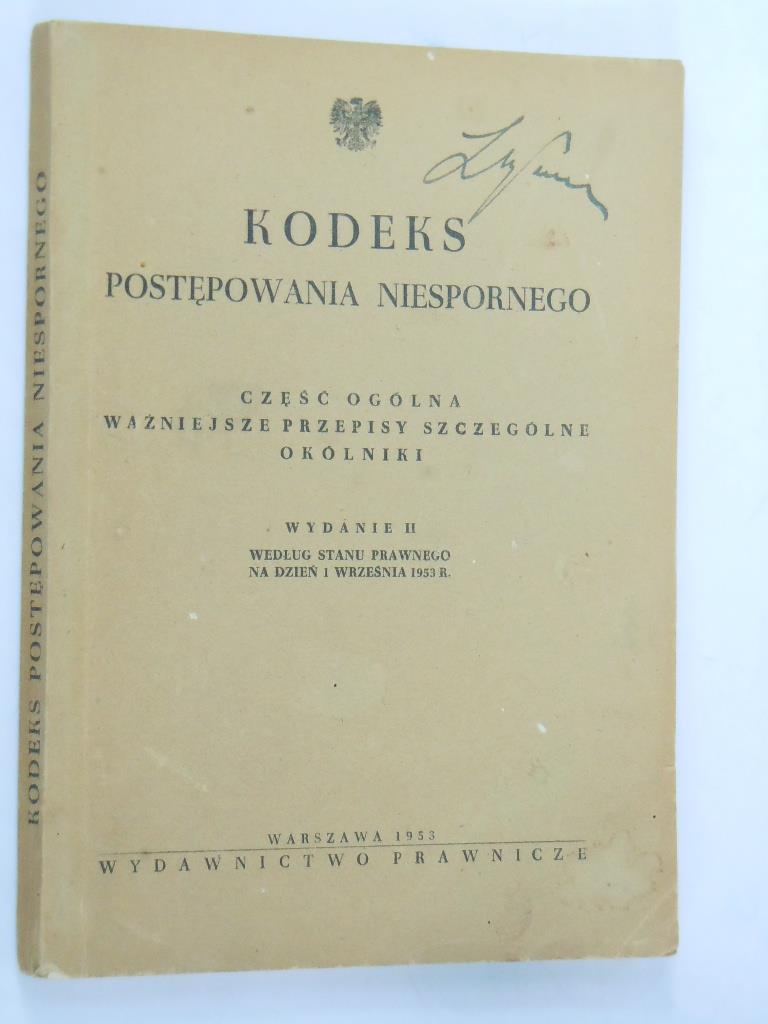 KODEKS
POSTĘPOWANIA NIESPORNEGO
CZĘŚĆ OGÓLNA
WAŻNIEJSZE PRZEPISY SZCZEGÓLNE
OKÓLNIKI
WYDANIE II
WEDŁUG STANU PRAWNEGO
NA DZIEŃ 1 WRZEŚNIA 1953 R.
WARSZAWA 1953
WYDAWNICTWO PRAWNICZE
KODEKS POSTĘPOWANIA NIESPORNEGO